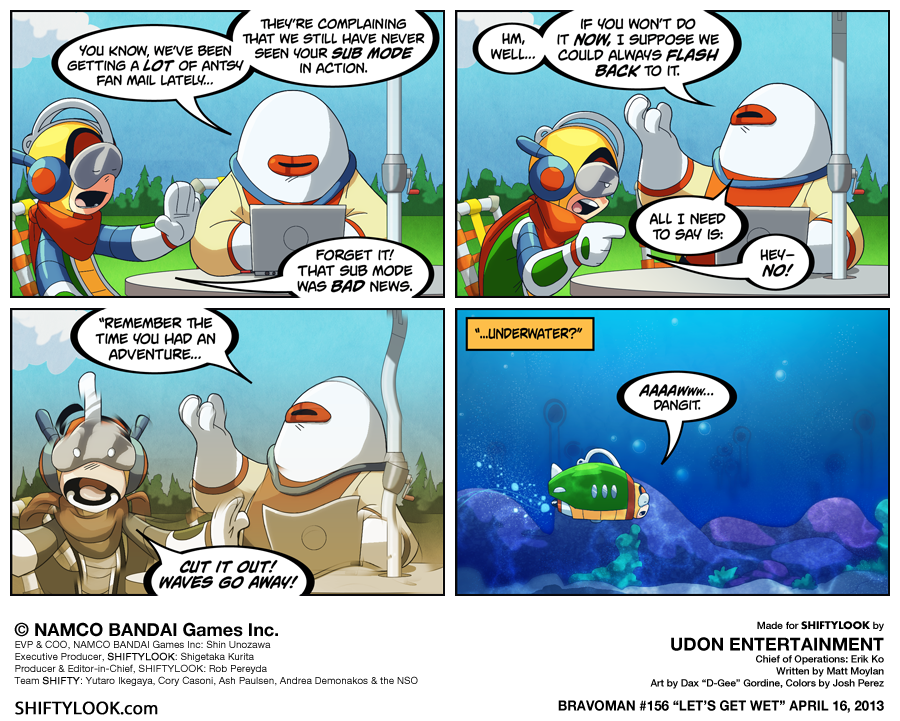 YOU KNOW, WE'VE BEEN
GETTING A LOT OF ANTSY
FAN MAIL LATELY...
THEY'RE COMPLAINING
THAT WE STILL HAVE NEVER
SEEN YOUR SUB MODE
IN ACTION.
FORGET IT!
THAT SUB MODE
WAS BAD NEWS.
HM,
WELL...
IF YOU WON'T DO
IT NOW, I SUPPOSE WE
COULD ALWAYS FLASH
BACK TO IT.
ALL I NEED
TO SAY IS:
HEY–
NO!
"REMEMBER THE
TIME YOU HAD AN
ADVENTURE...
CUT IT OUT!
WAVES GO AWAY!
"...UNDERWATER?"
AAAAWWW...
DANGIT.
© NAMCO BANDAI Games Inc.
EVP & COO, NAMCO BANDAI Games Inc: Shin Unozawa
Executive Producer, SHIFTYLOOK: Shigetaka Kurita
Producer & Editor-in-Chief, SHIFTYLOOK: Rob Pereyda
Team SHIFTY: Yutaro Ikegaya, Cory Casoni, Ash Paulsen, Andrea Demonakos & the NSO
SHIFTYLOOK.com
Made for SHIFTYLOOK by
UDON ENTERTAINMENT
Chief of Operations: Erik Ko
Written by Matt Moylan
Art by Dax "D-Gee" Gordine, Colors by Josh Perez
BRAVOMAN #156 "LET'S GET WET" APRIL 16, 2013